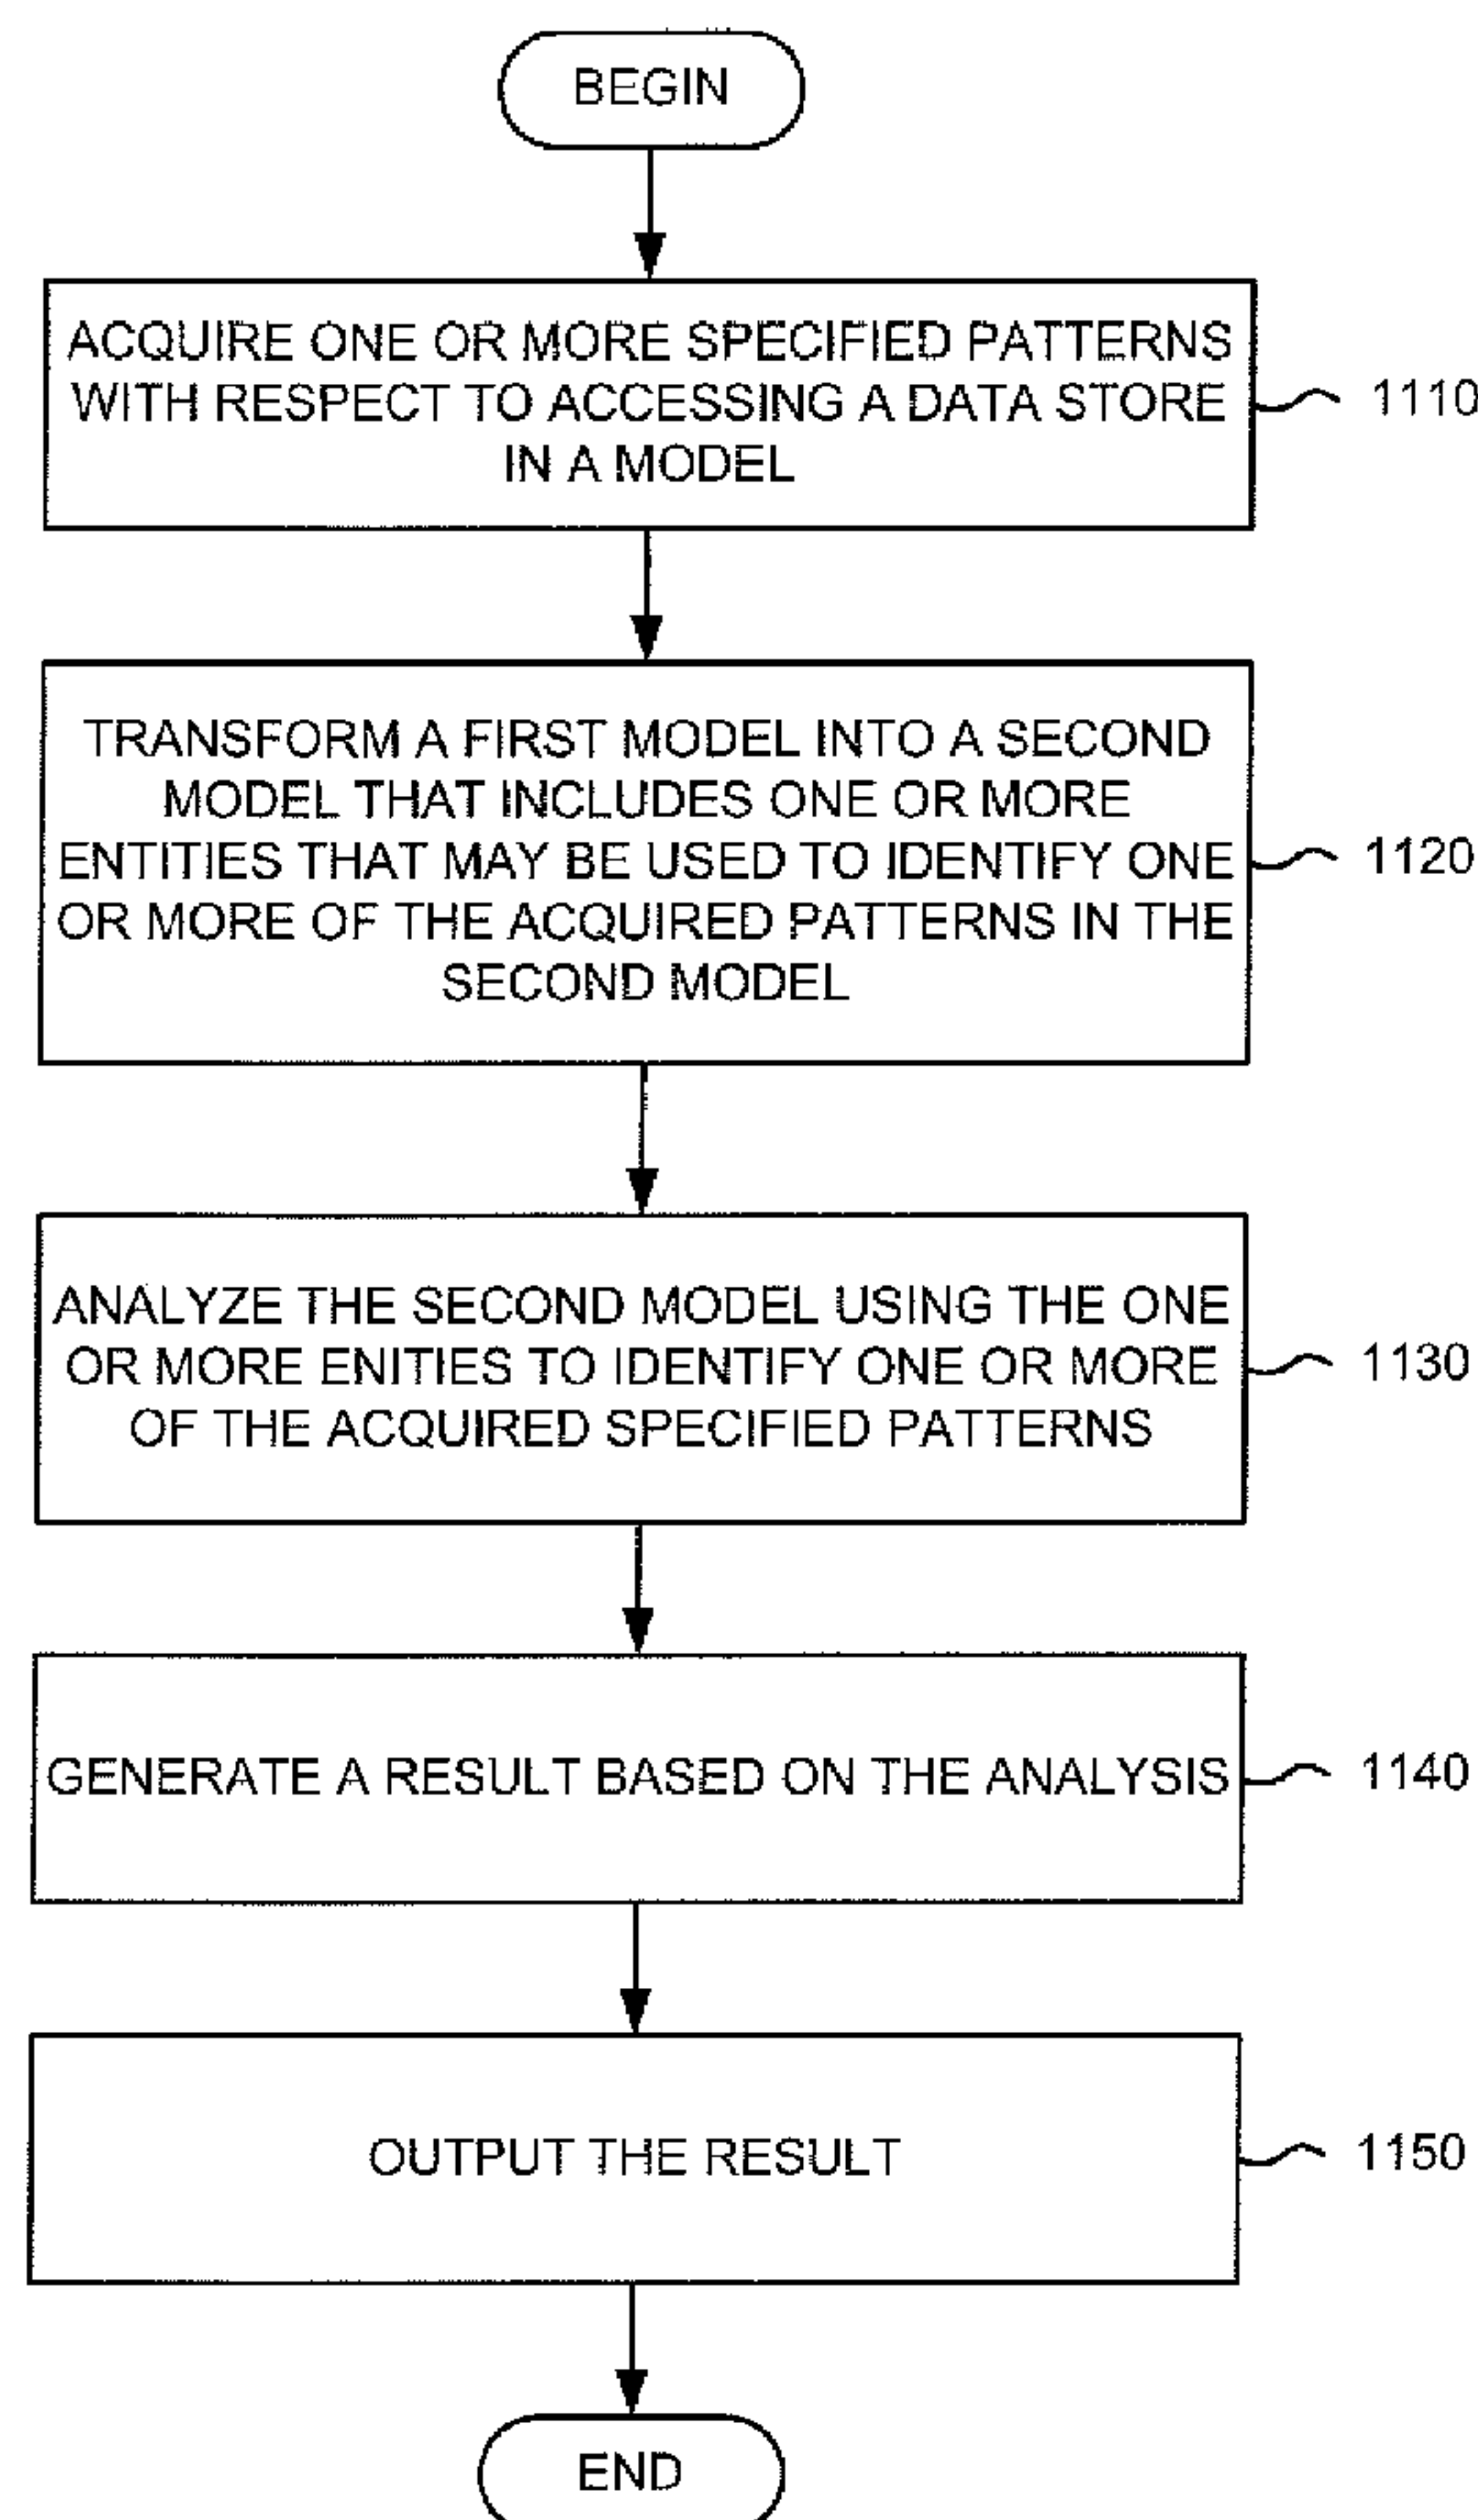 BEGIN
ACQUIRE ONE OR MORE SPECIFIED PATTERNS
WITH RESPECT TO ACCESSING A DATA STORE
IN A MODEL
1110
TRANSFORM A FIRST MODEL INTO A SECOND
MODEL THAT INCLUDES ONE OR MORE
ENTITIES THAT MAY BE USED TO IDENTIFY ONE
OR MORE OF THE ACQUIRED PATTERNS IN THE
SECOND MODEL
1120
ANALYZE THE SECOND MODEL USING THE ONE
OR MORE ENITIES TO IDENTIFY ONE OR MORE
OF THE ACQUIRED SPECIFIED PATTERNS
1130
GENERATE A RESULT BASED ON THE ANALYSIS
1140
OUTPUT THE RESULT
1150
END